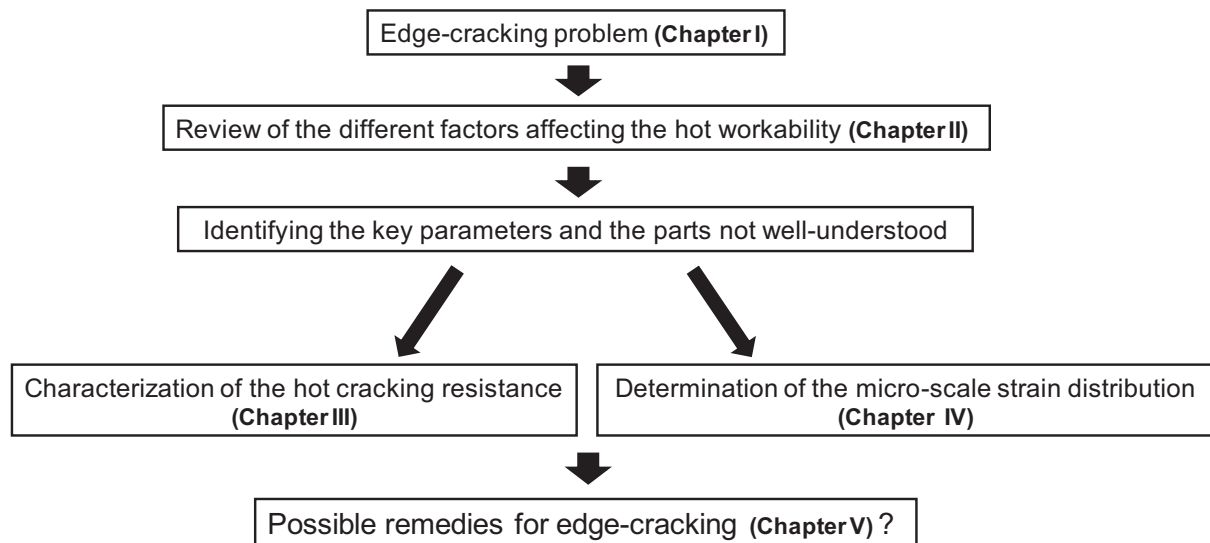 Edge-cracking problem (Chapter I)
Review of the different factors affecting the hot workability (Chapter II)
Identifying the key parameters and the parts not well-understood
Characterization of the hot cracking resistance
(Chapter III)
Determination of the micro-scale strain distribution
(Chapter IV)
Possible remedies for edge-cracking (Chapter V) ?